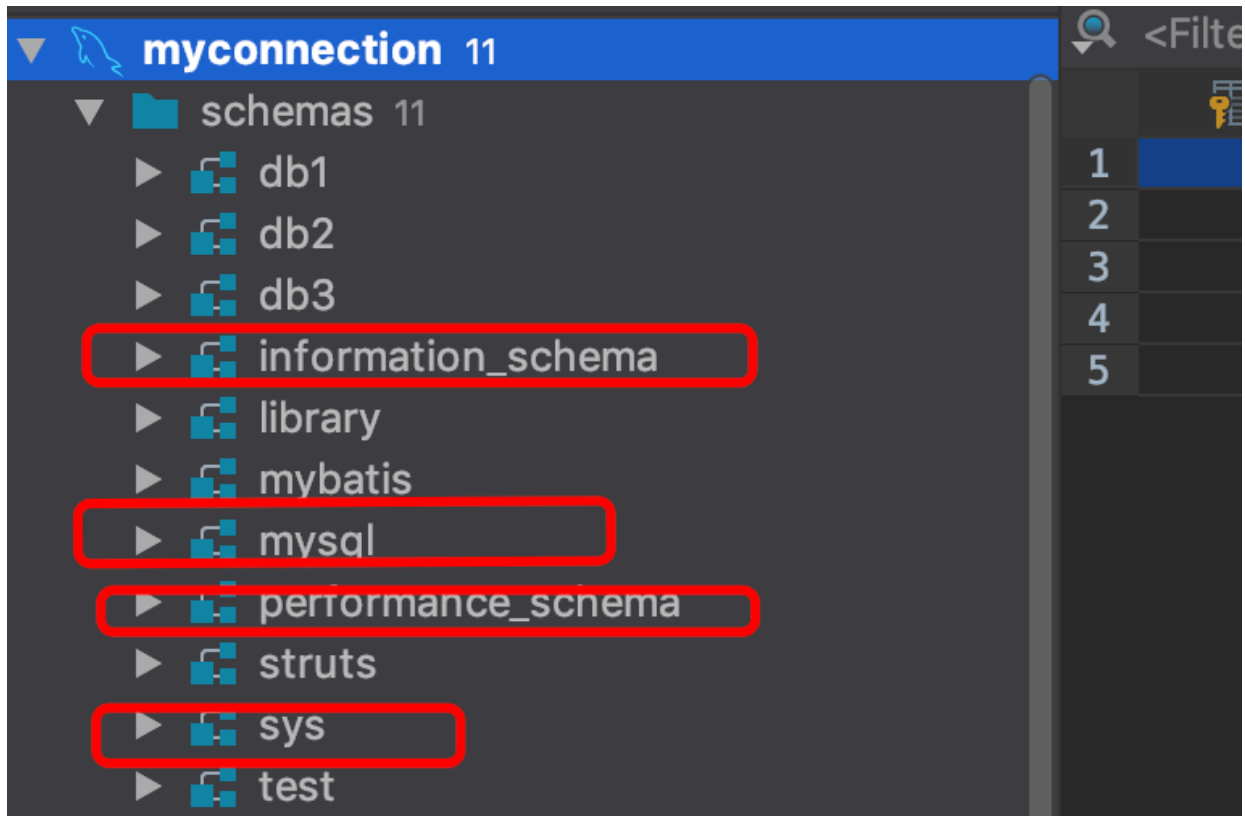 myconnection 11
<Filte
schemas 11
db1
db2
db3
information_schema
library
mybatis
mysql
performance_schema
struts
sys
test
1
2
3
4
5